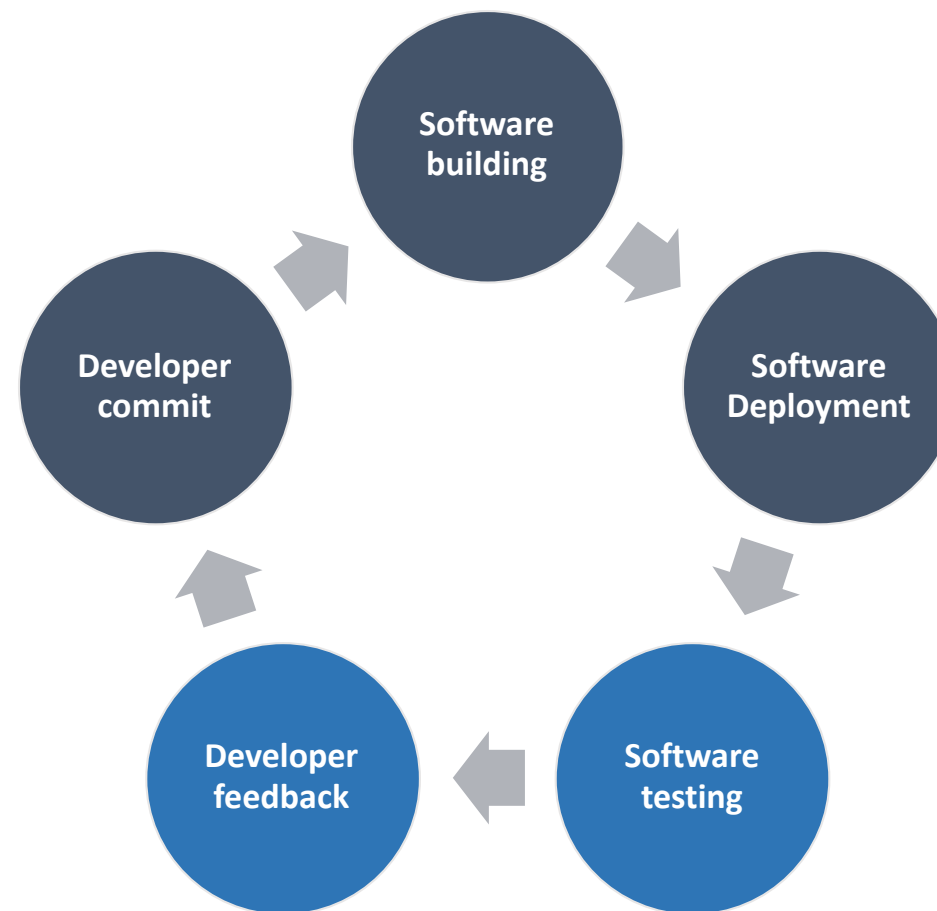 Software
building
Developer
commit
Software
Deployment
Developer
feedback
Software
testing